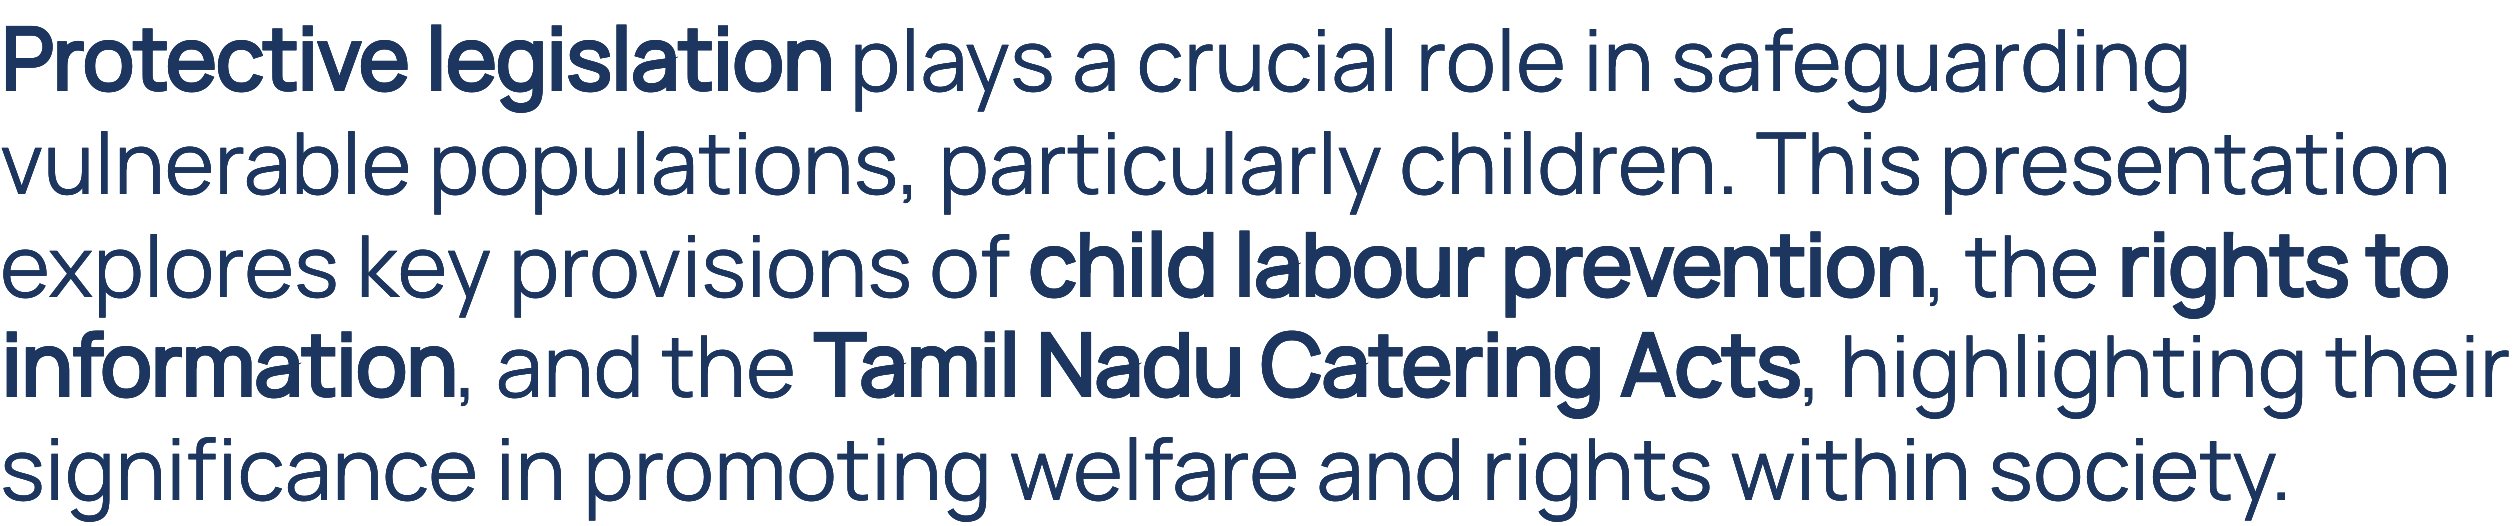 Protective legislation plays a crucial role in safeguarding
vulnerable populations, particularly children. This presentation
explores key provisions of child labour prevention, the rights to
information, and the Tamil Nadu Catering Acts, highlighting their
significance in promoting welfare and rights within society.